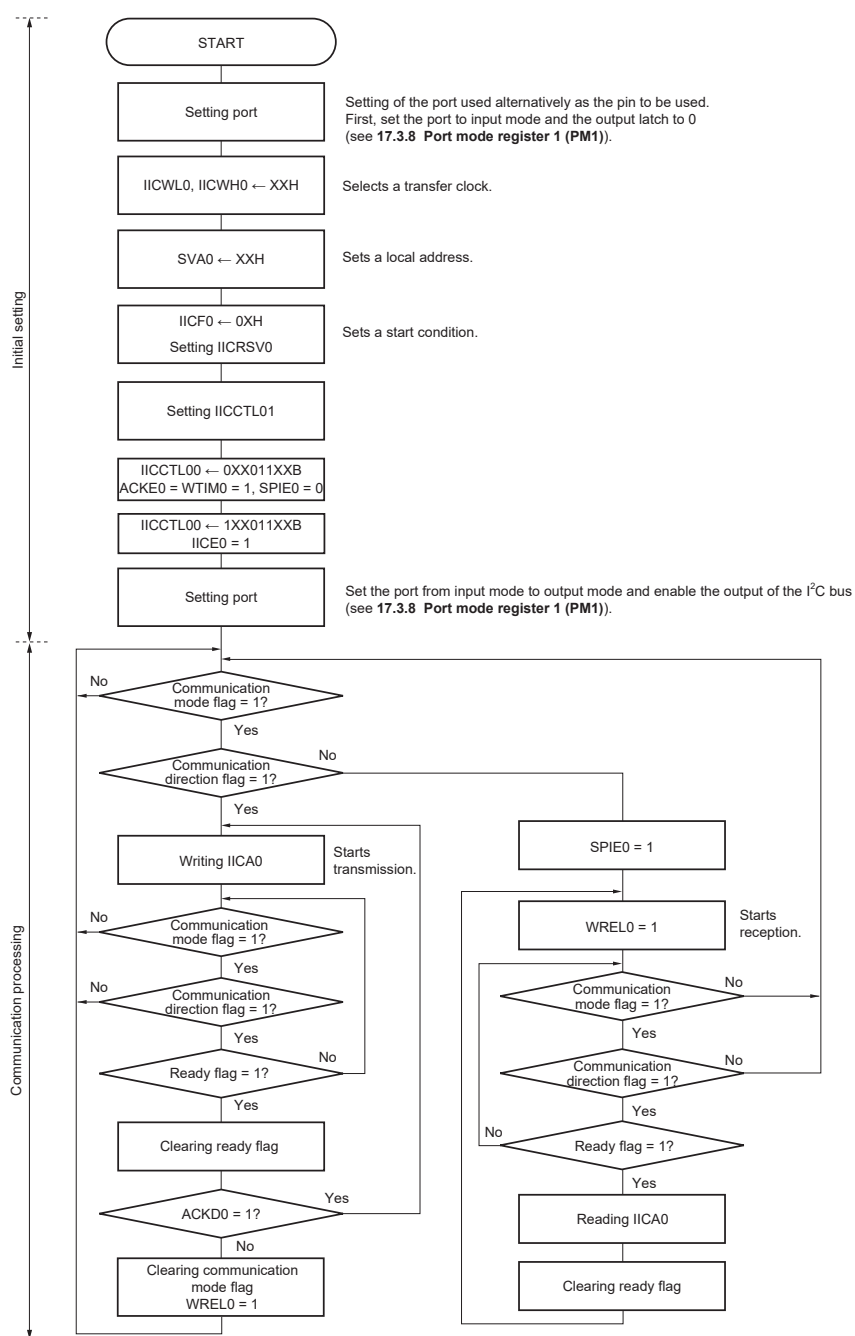 START
Setting port
Setting of the port used alternatively as the pin to be used.
First, set the port to input mode and the output latch to 0
(see 17.3.8 Port mode register 1 (PM1)).
IICWL0, IICWH0 ← XXH
Selects a transfer clock.
SVA0 ← XXH
Sets a local address.
IICF0 ← 0XH
Setting IICRSV0
Sets a start condition.
Setting IICCTL01
IICCTL00 ← 0XX011XXB
ACKE0 = WTIM0 = 1, SPIE0 = 0
IICCTL00 ← 1XX011XXB
IICE0 = 1
Setting port
Set the port from input mode to output mode and enable the output of the I²C bus
(see 17.3.8 Port mode register 1 (PM1)).
Initial setting
Communication processing
No
Communication
mode flag = 1?
Yes
Communication
direction flag = 1?
No
Yes
Writing IICA0
Starts
transmission.
No
Communication
mode flag = 1?
Yes
No
Communication
direction flag = 1?
Yes
Ready flag = 1?
No
Yes
Clearing ready flag
ACKD0 = 1?
Yes
No
Clearing communication
mode flag
WREL0 = 1
SPIE0 = 1
WREL0 = 1
Starts
reception.
Communication
mode flag = 1?
No
Yes
Communication
direction flag = 1?
No
Yes
No
Ready flag = 1?
Yes
Reading IICA0
Clearing ready flag